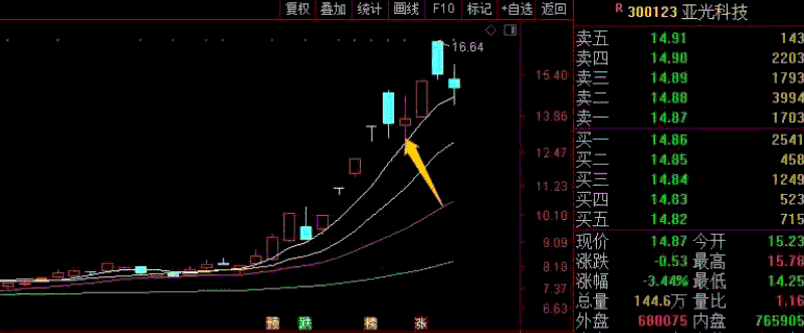 复权 叠加 统计 画线 F10 标记 +自选 返回
R 300123 亚光科技
16.64
15.40
13.86
12.47
11.23
10.10
9.09
8.19
7.37
6.63
预 跌 榜 涨
卖五 14.91 143
卖四 14.90 2203
卖三 14.89 1793
卖二 14.88 3994
卖一 14.87 1703
买一 14.86 2541
买二 14.85 458
买三 14.84 1249
买四 14.83 523
买五 14.82 715
现价 14.87 今开 15.23
涨跌 -0.53 最高 15.78
涨幅 -3.44% 最低 14.25
总量 144.6万 量比 1.16
外盘 680075 内盘 765905